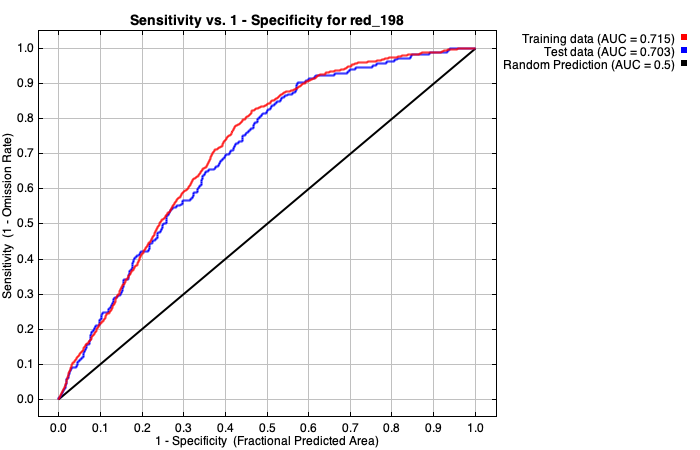 Sensitivity vs. 1 - Specificity for red_198
Training data (AUC = 0.715)
Test data (AUC = 0.703)
Random Prediction (AUC = 0.5)
Sensitivity (1 - Omission Rate)
1.0
0.9
0.8
0.7
0.6
0.5
0.4
0.3
0.2
0.1
0.0
0.0 0.1 0.2 0.3 0.4 0.5 0.6 0.7 0.8 0.9 1.0
1 - Specificity (Fractional Predicted Area)